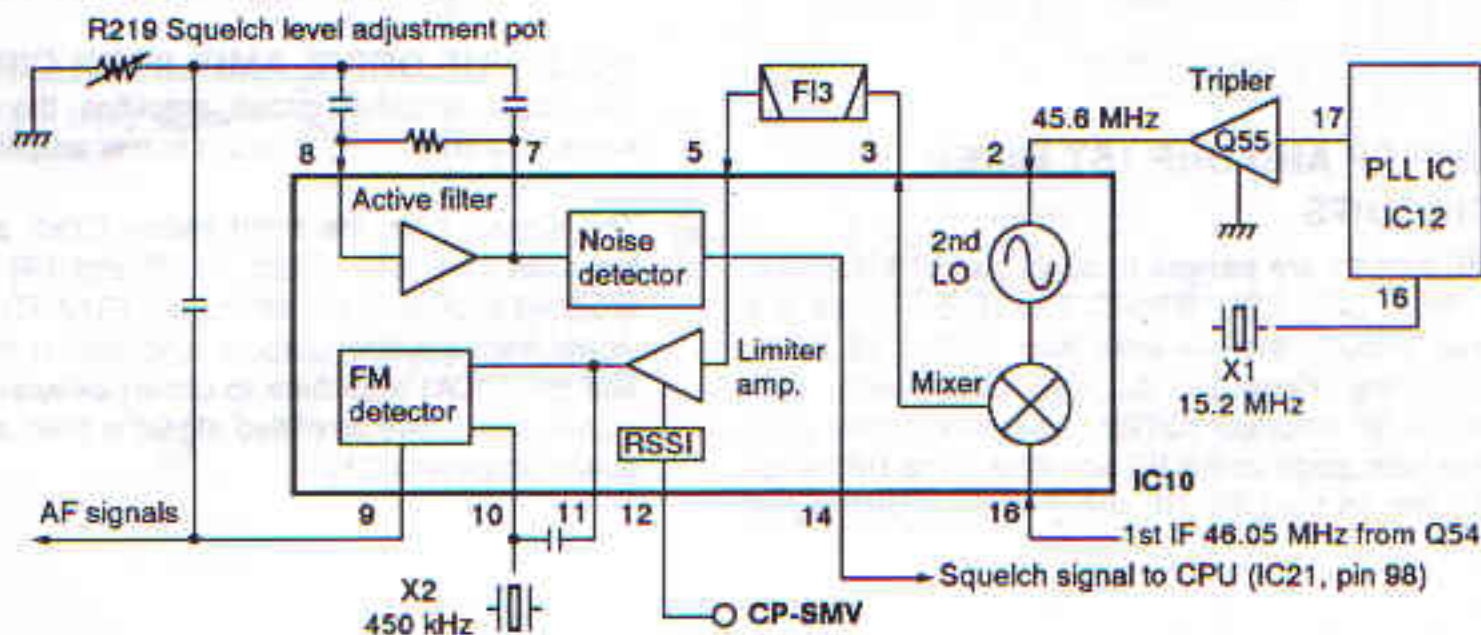 R219 Squelch level adjustment pot
FI3
Tripler
45.6 MHz
Q55
17
PLL IC
IC12
8
7
5
3
2
16
Active filter
Noise
detector
2nd
LO
X1
15.2 MHz
FM
detector
Limiter
amp.
Mixer
RSSI
IC10
AF signals
9
10
11
12
14
16
1st IF 46.05 MHz from Q54
Squelch signal to CPU (IC21, pin 98)
X2
450 kHz
CP-SMV